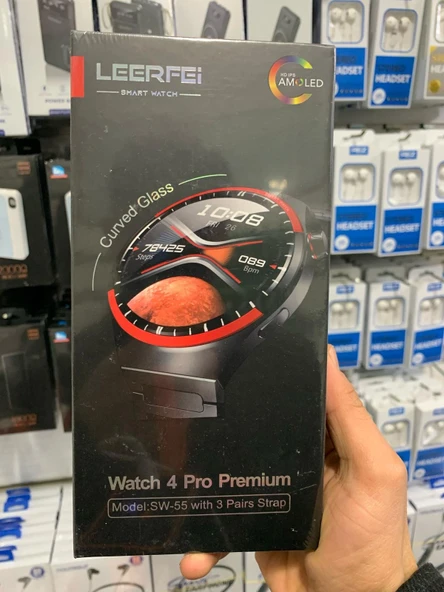 LEERFEi
SMART WATCH
HD IPS
AMOLED
Curved Glass
10:08
78425
Steps
089
Bpm
Watch 4 Pro Premium
Model:SW-55 with 3 Pairs Strap
HEADSET
HEADSET
HEADSET
HEADSET